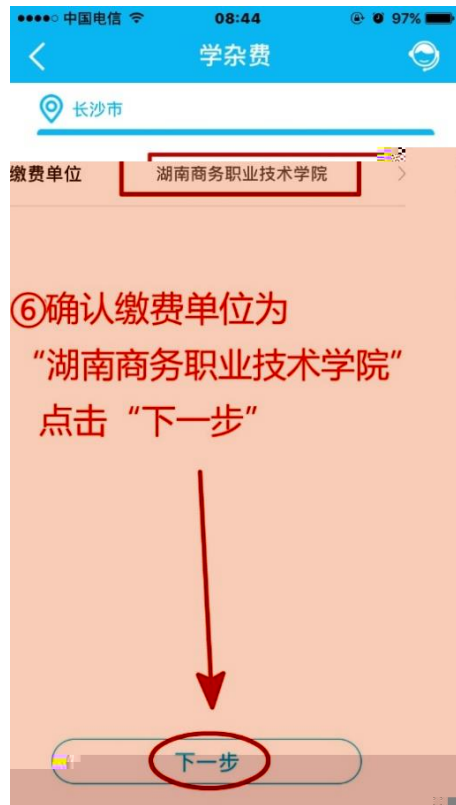 中国电信 08:44 97%
学杂费
长沙市
缴费单位 湖南商务职业技术学院
⑥确认缴费单位为
“湖南商务职业技术学院”
点击“下一步”
下一步